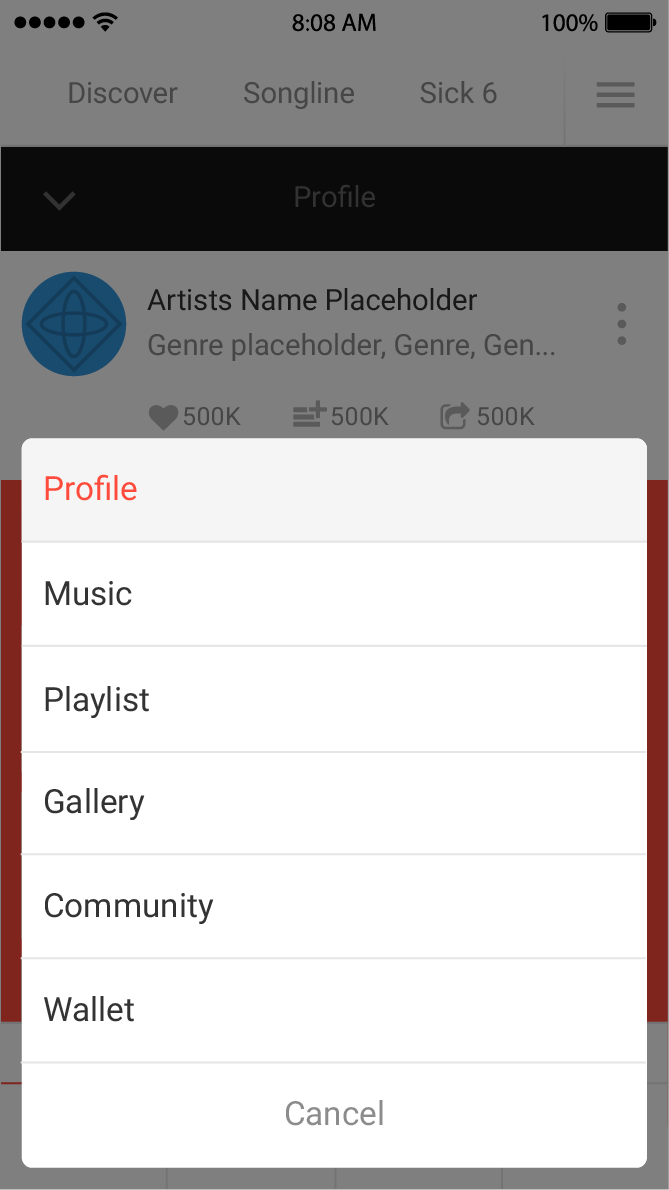 8:08 AM 100%
Discover Songline Sick 6
Profile
Artists Name Placeholder
Genre placeholder, Genre, Gen...
500K 500K 500K
Profile
Music
Playlist
Gallery
Community
Wallet
Cancel